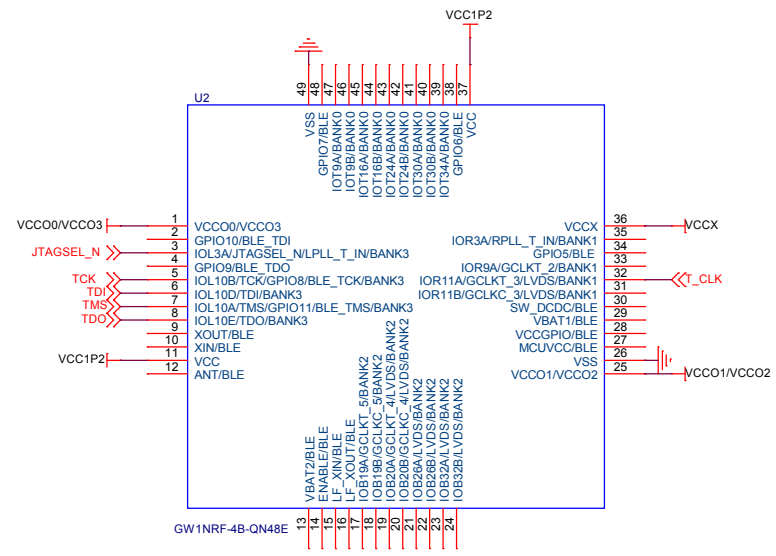 VCC1P2
49
48
47
46
45
44
43
42
41
40
39
38
37
U2
VSS
GPIO7/BLE
IOT9A/BANK0
IOT9B/BANK0
IOT16A/BANK0
IOT16B/BANK0
IOT24A/BANK0
IOT24B/BANK0
IOT30A/BANK0
IOT30B/BANK0
IOT34A/BANK0
GPIO6/BLE
VCC
VCCO0/VCCO3 1 VCCO0/VCCO3
2 GPIO10/BLE_TDI
JTAGSEL_N 3 IOL3A/JTAGSEL_N/LPLL_T_IN/BANK3
4 GPIO9/BLE_TDO
TCK 5 IOL10B/TCK/GPIO8/BLE_TCK/BANK3
TDI 6 IOL10D/TDI/BANK3
TMS 7 IOL10A/TMS/GPIO11/BLE_TMS/BANK3
TDO 8 IOL10E/TDO/BANK3
9 XOUT/BLE
10 XIN/BLE
VCC1P2 11 VCC
12 ANT/BLE
VCCX 36 VCCX
IOR3A/RPLL_T_IN/BANK1 35
GPIO5/BLE 34
IOR9A/GCLKT_2/BANK1 33
IOR11A/GCLKT_3/LVDS/BANK1 32 T_CLK
IOR11B/GCLKC_3/LVDS/BANK1 31
SW_DCDC/BLE 30
VBAT1/BLE 29
VCCGPIO/BLE 28
MCUVCC/BLE 27
VSS 26
VCCO1/VCCO2 25 VCCO1/VCCO2
VBAT2/BLE
ENABLE/BLE
LF_XIN/BLE
LF_XOUT/BLE
IOB19A/GCLKT_5/BANK2
IOB19B/GCLKC_5/BANK2
IOB20A/GCLKT_4/LVDS/BANK2
IOB20B/GCLKC_4/LVDS/BANK2
IOB26A/LVDS/BANK2
IOB26B/LVDS/BANK2
IOB32A/LVDS/BANK2
IOB32B/LVDS/BANK2
GW1NRF-4B-QN48E
13
14
15
16
17
18
19
20
21
22
23
24